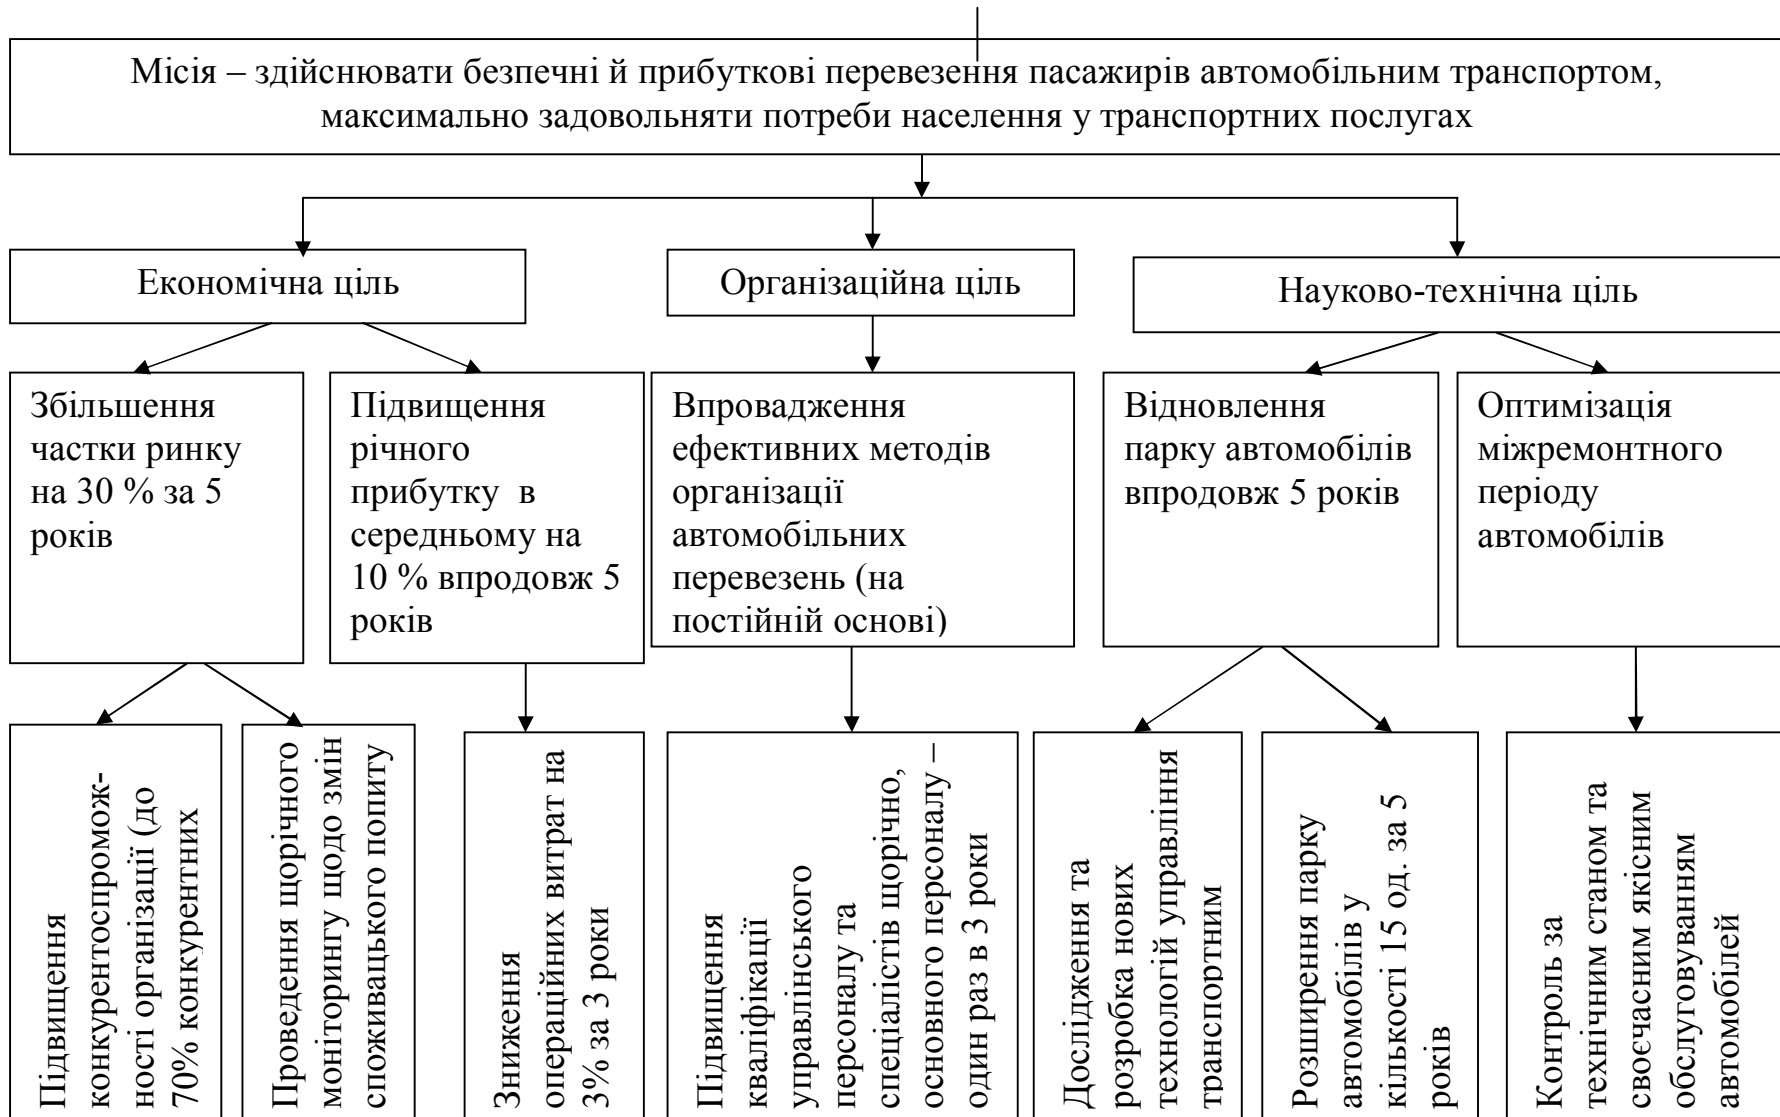 Місія – здійснювати безпечні й прибуткові перевезення пасажирів автомобільним транспортом,
максимально задовольняти потреби населення у транспортних послугах
Економічна ціль
Організаційна ціль
Науково-технічна ціль
Збільшення
частки ринку
на 30 % за 5
років
Підвищення
річного
прибутку в
середньому на
10 % впродовж 5
років
Впровадження
ефективних методів
організації
автомобільних
перевезень (на
постійній основі)
Відновлення
парку автомобілів
впродовж 5 років
Оптимізація
міжремонтного
періоду
автомобілів
Підвищення
конкурентоспромож-
ності організації (до
70% конкурентних
Проведення щорічного
моніторингу щодо змін
споживацького попиту
Зниження
операційних витрат на
3% за 3 роки
Підвищення
кваліфікації
управлінського
персоналу та
спеціалістів щорічно,
основного персоналу –
один раз в 3 роки
Дослідження та
розробка нових
технологій управління
транспортним
Розширення парку
автомобілів у
кількості 15 од. за 5
років
Контроль за
технічним станом та
своєчасним якісним
обслуговуванням
автомобілей